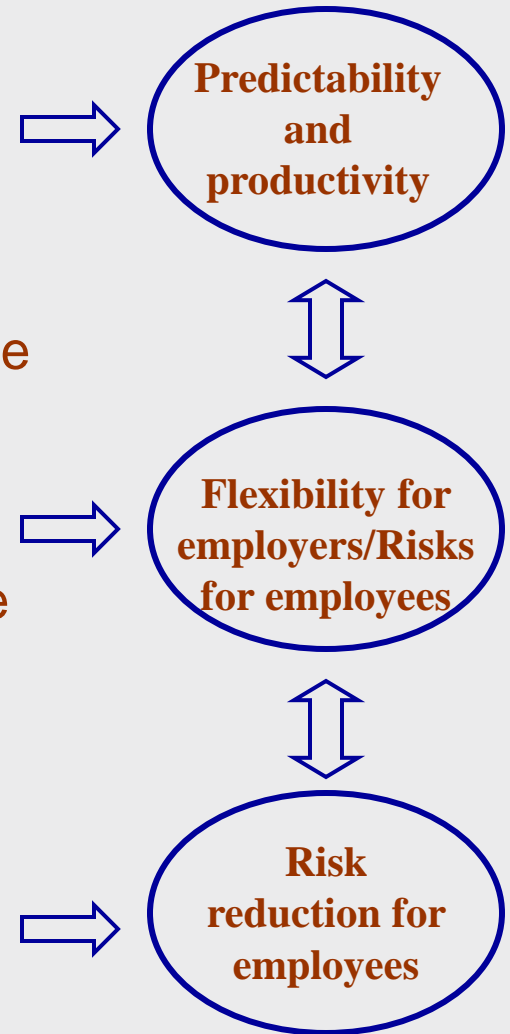 Predictability
and
productivity
e
Flexibility for
employers/Risks
for employees
e
Risk
reduction for
employees